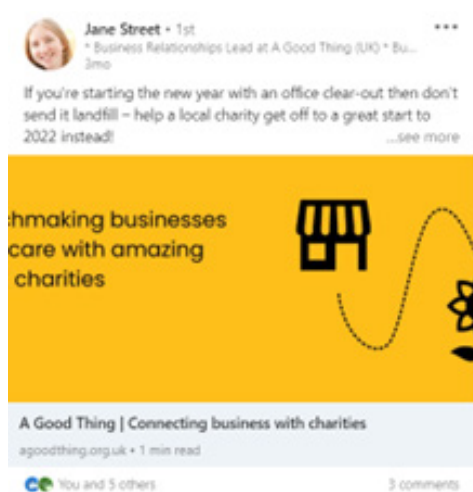 Jane Street • 1st
* Business Relationships Lead at A Good Thing (UK) * Bu...
3mo
If you're starting the new year with an office clear-out then don't
send it landfill – help a local charity get off to a great start to
2022 instead!
...see more
hmaking businesses
care with amazing
charities
A Good Thing | Connecting business with charities
agoodthing.org.uk • 1 min read
You and 5 others
3 comments